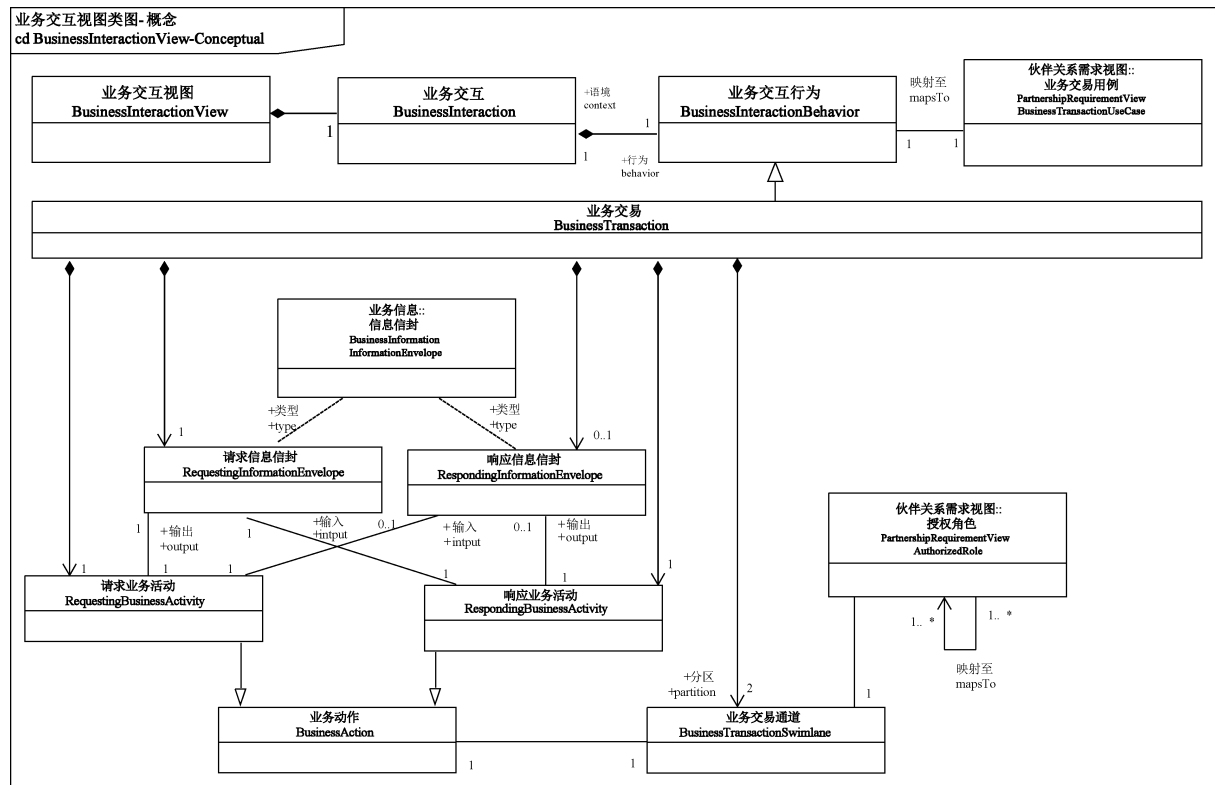 业务交互视图类图- 概念
cd BusinessInteractionView-Conceptual
业务交互视图
BusinessInteractionView
1
业务交互
BusinessInteraction
+语境
context
1
1
+行为
behavior
业务交互行为
BusinessInteractionBehavior
映射至
mapsTo
1
1
伙伴关系需求视图::
业务交易用例
PartnershipRequirementView
BusinessTransactionUseCase
业务交易
BusinessTransaction
业务信息::
信息信封
BusinessInformation
InformationEnvelope
+类型
+type
+类型
+type
1
0..1
请求信息信封
RequestingInformationEnvelope
响应信息信封
RespondingInformationEnvelope
1
+输出
+output
1
+输入
+intput
0..1
+输入
+intput
0..1
+输出
+output
1
1
1
1
1
1
请求业务活动
RequestingBusinessActivity
响应业务活动
RespondingBusinessActivity
伙伴关系需求视图::
授权角色
PartnershipRequirementView
AuthorizedRole
1.. *
1.. *
映射至
mapsTo
+分区
+partition
2
1
业务动作
BusinessAction
业务交易通道
BusinessTransactionSwimlane
1
1